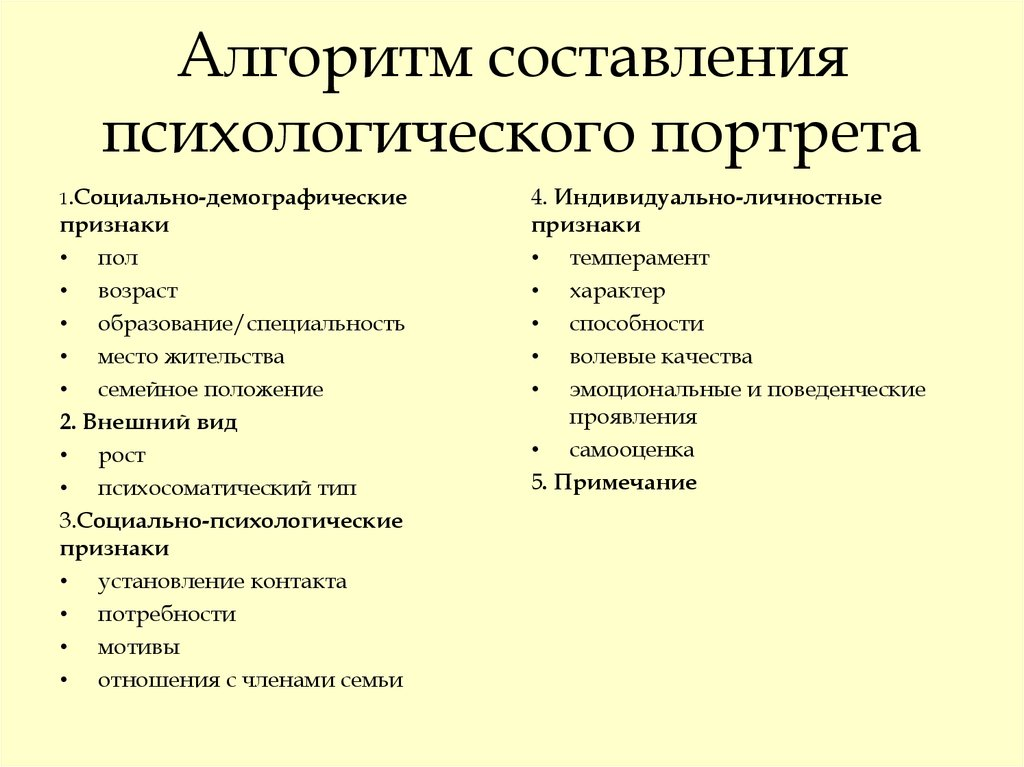 Алгоритм составления
психологического портрета
1.Социально-демографические
признаки
• пол
• возраст
• образование/специальность
• место жительства
• семейное положение
2. Внешний вид
• рост
• психосоматический тип
3.Социально-психологические
признаки
• установление контакта
• потребности
• мотивы
• отношения с членами семьи
4. Индивидуально-личностные
признаки
• темперамент
• характер
• способности
• волевые качества
• эмоциональные и поведенческие
проявления
• самооценка
5. Примечание